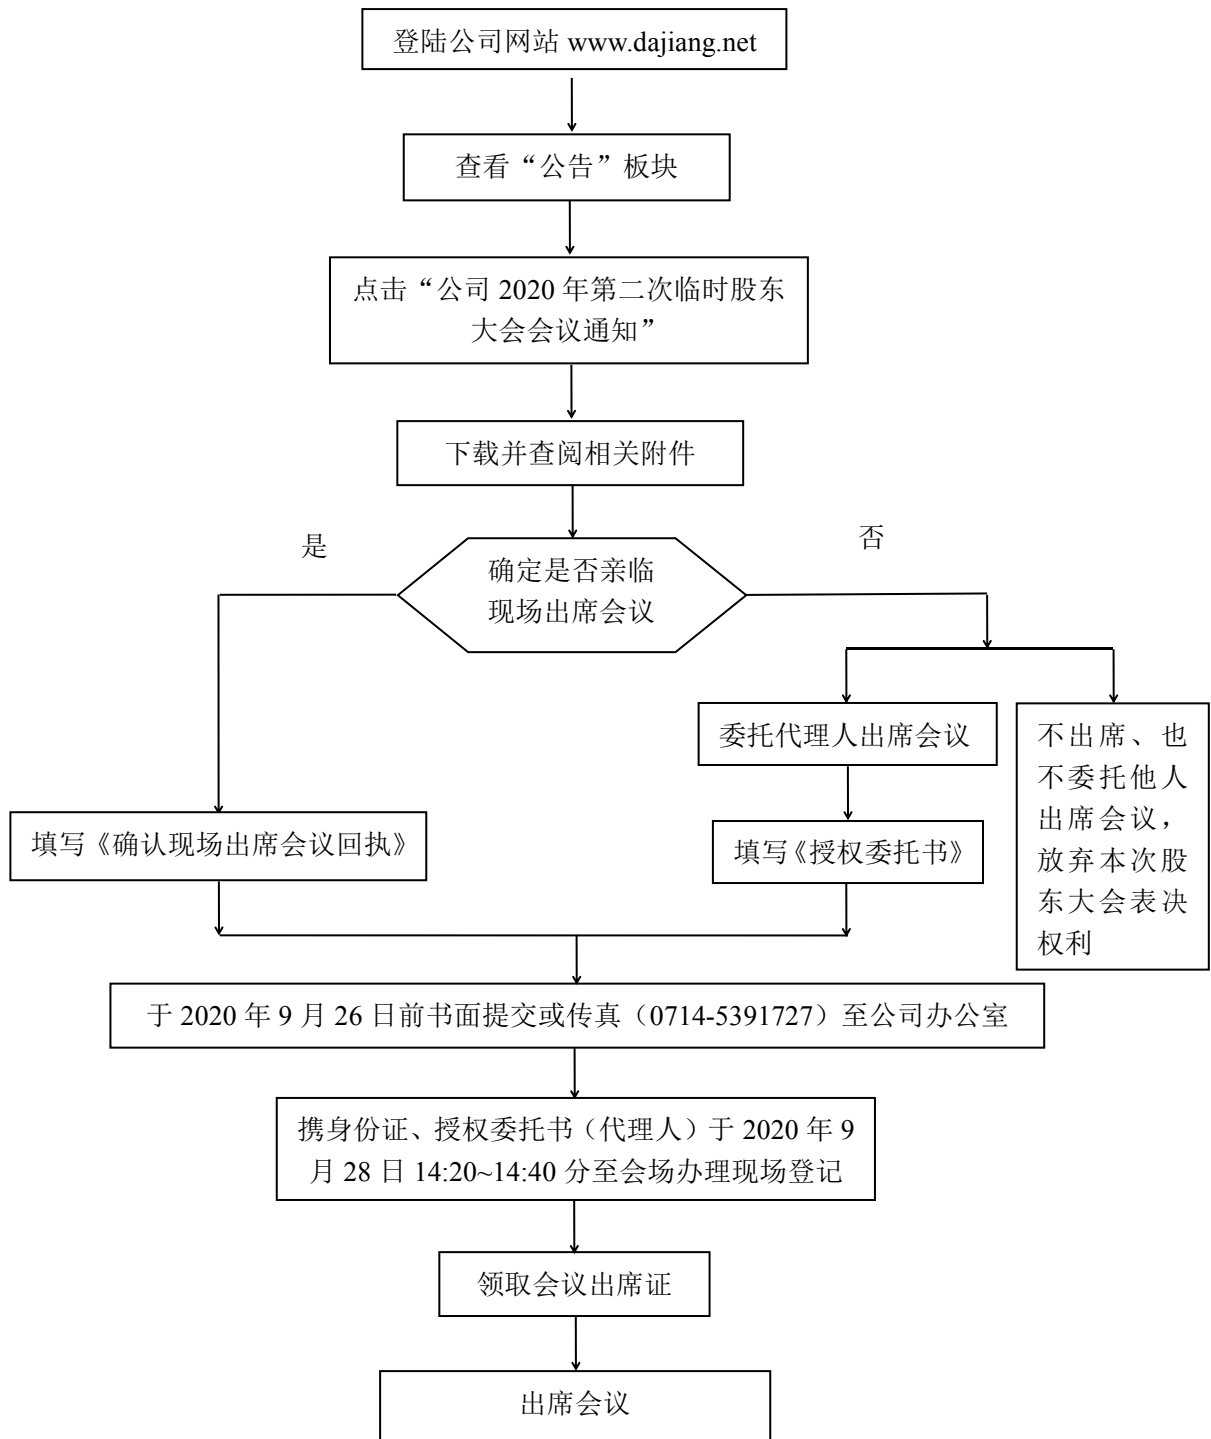 登陆公司网站 www.dajiang.net
查看“公告”板块
点击“公司 2020 年第二次临时股东
大会会议通知”
下载并查阅相关附件
是
否
确定是否亲临
现场出席会议
委托代理人出席会议
不出席、也
不委托他人
出席会议，
放弃本次股
东大会表决
权利
填写《确认现场出席会议回执》
填写《授权委托书》
于 2020 年 9 月 26 日前书面提交或传真（0714-5391727）至公司办公室
携身份证、授权委托书（代理人）于 2020 年 9
月 28 日 14:20~14:40 分至会场办理现场登记
领取会议出席证
出席会议